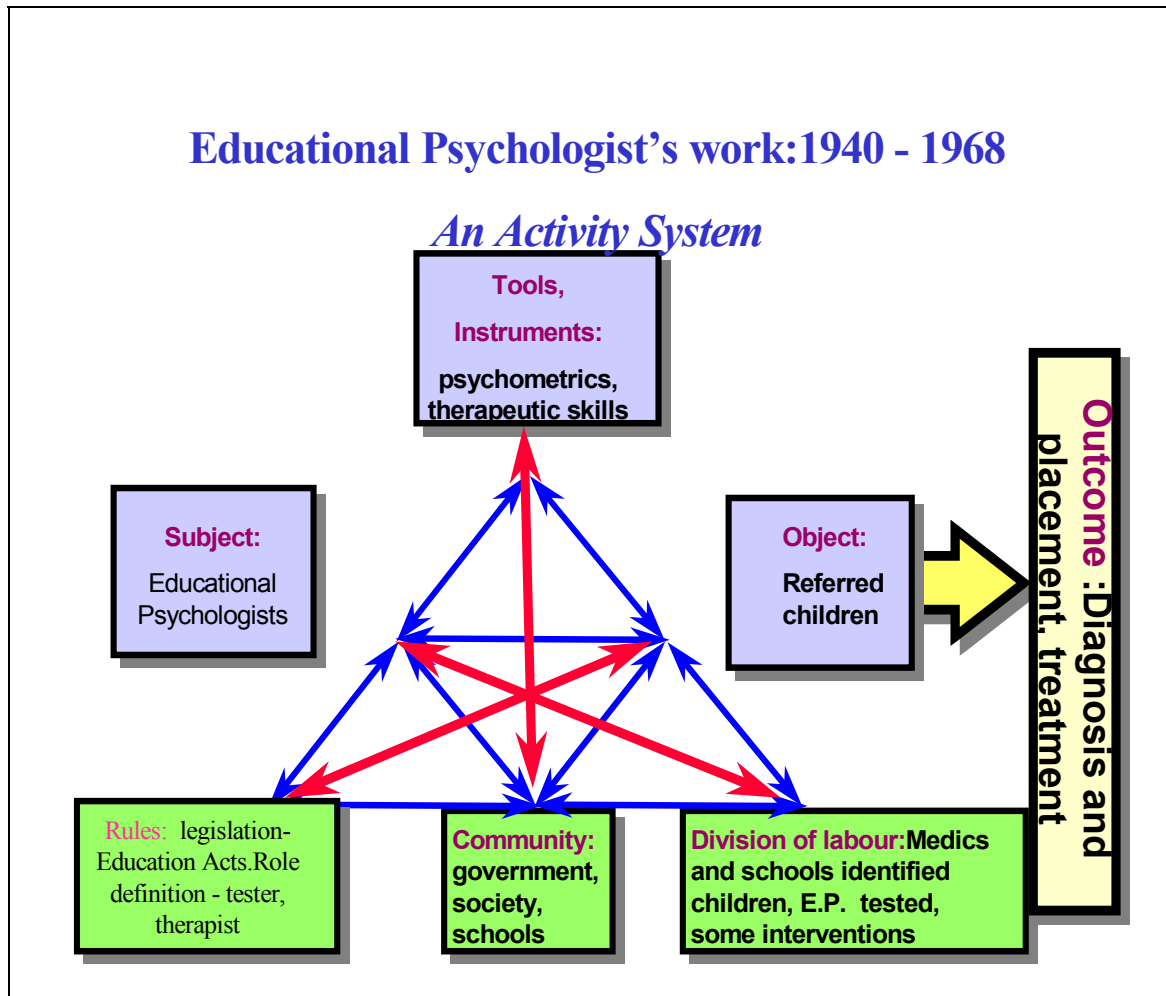 Educational Psychologist’s work:1940 - 1968
An Activity System
Tools,
Instruments:
psychometrics,
therapeutic skills
Subject:
Educational
Psychologists
Object:
Referred
children
Outcome :Diagnosis and
placement, treatment
Rules: legislation-
Education Acts.Role
definition - tester,
therapist
Community:
government,
society,
schools
Division of labour:Medics
and schools identified
children, E.P. tested,
some interventions